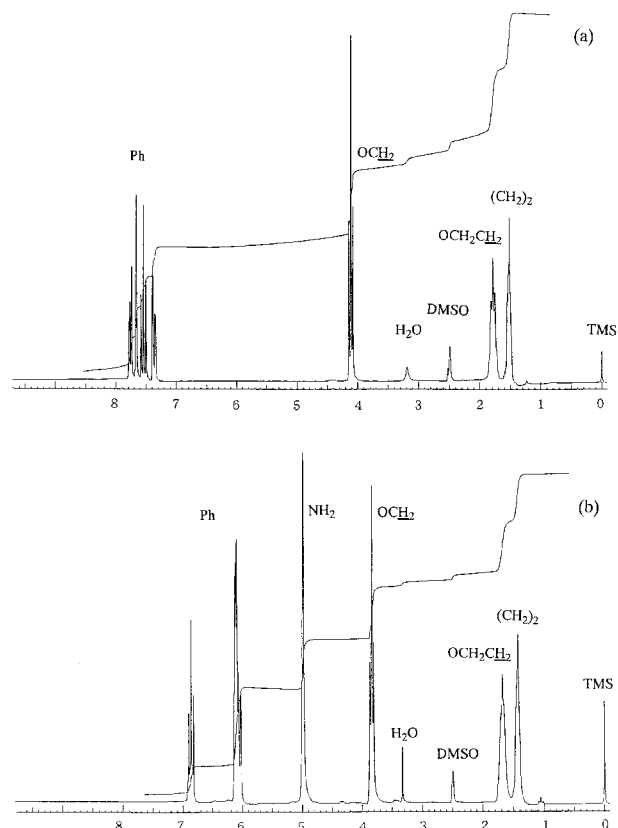 (a)
Ph
OCH2
(CH2)2
OCH2CH2
DMSO
H2O
TMS
8 7 6 5 4 3 2 1 0
(b)
Ph
NH2
OCH2
(CH2)2
OCH2CH2
TMS
H2O
DMSO
8 7 6 5 4 3 2 1 0